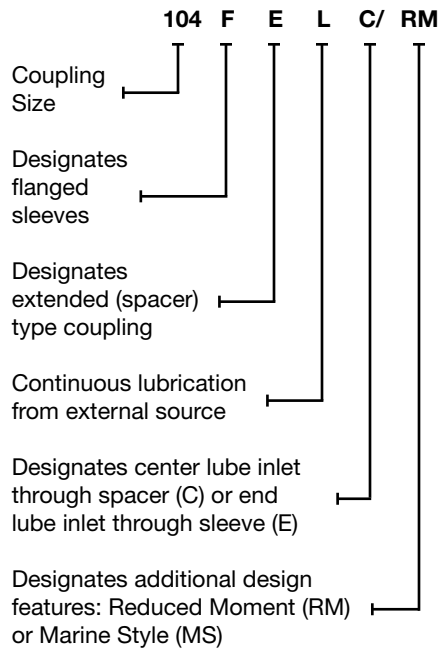 104 F E L C/ RM
Coupling
Size
Designates
flanged
sleeves
Designates
extended (spacer)
type coupling
Continuous lubrication
from external source
Designates center lube inlet
through spacer (C) or end
lube inlet through sleeve (E)
Designates additional design
features: Reduced Moment (RM)
or Marine Style (MS)